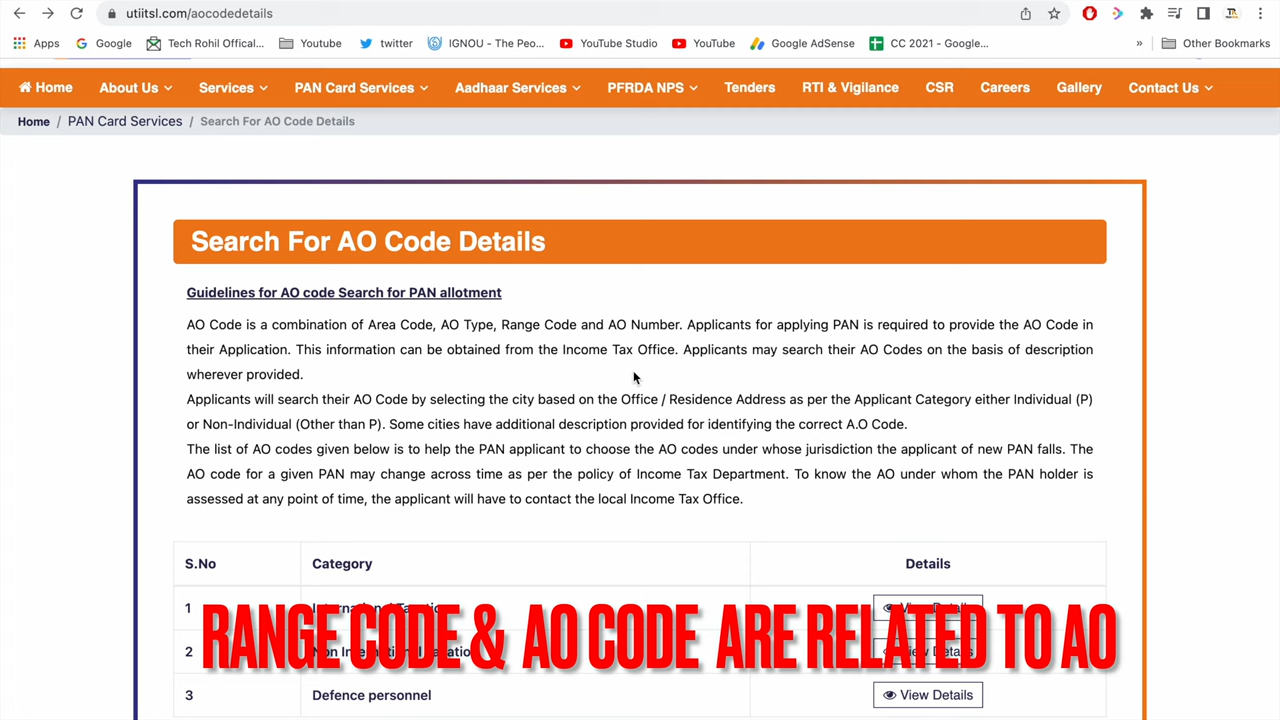 utiitsl.com/aocodedetails
Apps Google Tech Rohil Offical... Youtube twitter IGNOU - The Peo... YouTube Studio YouTube Google AdSense CC 2021 - Google... » Other Bookmarks
Home About Us Services PAN Card Services Aadhaar Services PFRDA NPS Tenders RTI & Vigilance CSR Careers Gallery Contact Us
Home / PAN Card Services / Search For AO Code Details
Search For AO Code Details
Guidelines for AO code Search for PAN allotment
AO Code is a combination of Area Code, AO Type, Range Code and AO Number. Applicants for applying PAN is required to provide the AO Code in
their Application. This information can be obtained from the Income Tax Office. Applicants may search their AO Codes on the basis of description
wherever provided.
Applicants will search their AO Code by selecting the city based on the Office / Residence Address as per the Applicant Category either Individual (P)
or Non-Individual (Other than P). Some cities have additional description provided for identifying the correct A.O Code.
The list of AO codes given below is to help the PAN applicant to choose the AO codes under whose jurisdiction the applicant of new PAN falls. The
AO code for a given PAN may change across time as per the policy of Income Tax Department. To know the AO under whom the PAN holder is
assessed at any point of time, the applicant will have to contact the local Income Tax Office.
S.No Category Details
1
RANGE CODE & AO CODE ARE RELATED TO AO
2
3 Defence personnel View Details